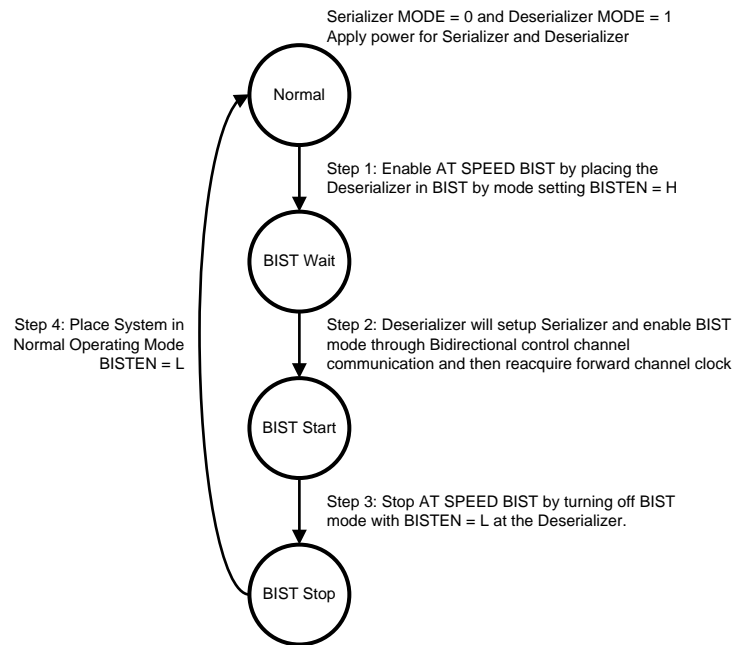 Serializer MODE = 0 and Deserializer MODE = 1
Apply power for Serializer and Deserializer
Normal
Step 1: Enable AT SPEED BIST by placing the
Deserializer in BIST by mode setting BISTEN = H
BIST Wait
Step 4: Place System in
Normal Operating Mode
BISTEN = L
Step 2: Deserializer will setup Serializer and enable BIST
mode through Bidirectional control channel
communication and then reacquire forward channel clock
BIST Start
Step 3: Stop AT SPEED BIST by turning off BIST
mode with BISTEN = L at the Deserializer.
BIST Stop